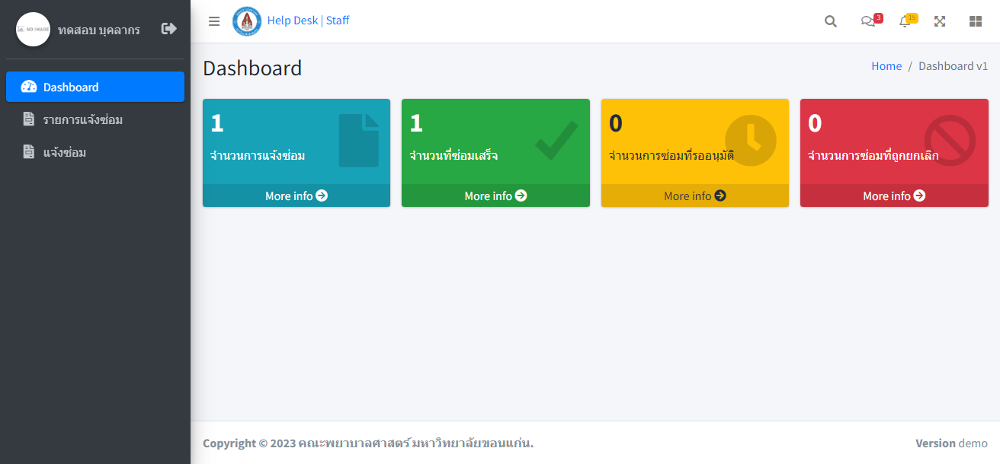 NO IMAGE
ทดสอบ บุคลากร
Dashboard
รายการแจ้งซ่อม
แจ้งซ่อม
Help Desk | Staff
3
15
Dashboard
Home / Dashboard v1
1
จำนวนการแจ้งซ่อม
More info
1
จำนวนที่ซ่อมเสร็จ
More info
0
จำนวนการซ่อมที่รออนุมัติ
More info
0
จำนวนการซ่อมที่ถูกยกเลิก
More info
Copyright © 2023 คณะพยาบาลศาสตร์มหาวิทยาลัยขอนแก่น.
Version demo